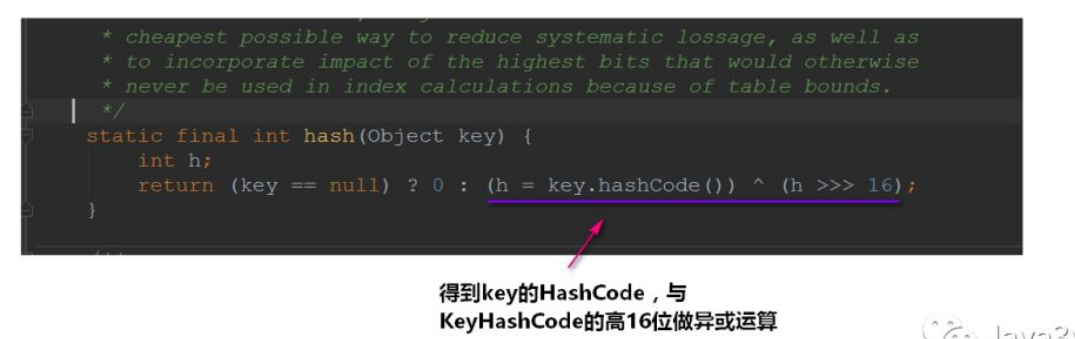 * cheapest possible way to reduce systematic lossage, as well as
* to incorporate impact of the highest bits that would otherwise
* never be used in index calculations because of table bounds.
*/
static final int hash(Object key) {
int h;
return (key == null) ? 0 : (h = key.hashCode()) ^ (h >>> 16);
}
得到key的HashCode，与
KeyHashCode的高16位做异或运算